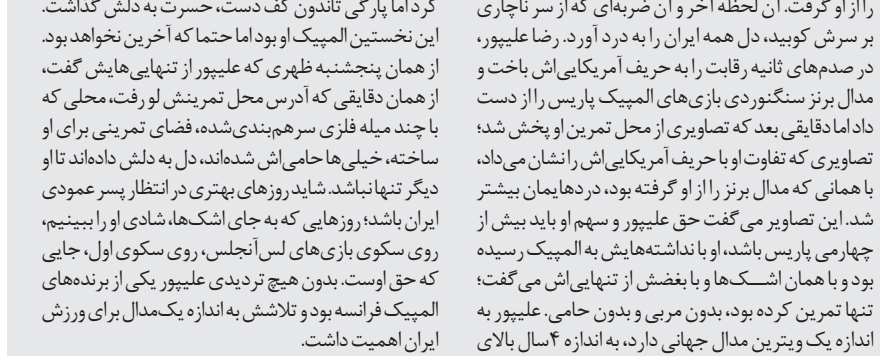 را از او گرفت. آن لحظه آخر و آن ضربه‌ای که از سر ناچاری
بر سرش کوبید، دل همه ایران را به درد آورد. رضا علیپور،
در صدم‌های ثانیه رقابت را به حریف آمریکایی‌اش باخت و
مدال برنز سنگنوردی بازی‌های المپیک پاریس را از دست
داد اما دقایقی بعد که تصاویری از محل تمرین او پخش شد؛
تصاویری که تفاوت او با حریف آمریکایی‌اش را نشان می‌داد،
با همانی که مدال برنز را از او گرفته بود، دردهایمان بیشتر
شد. این تصاویر می‌گفت حق علیپور و سهم او باید بیش از
چهارمی پاریس باشد، او با نداشته‌هایش به المپیک رسیده
بود و با همان اشک‌ها و با بغضش از تنهایی‌اش می‌گفت؛
تنها تمرین کرده بود، بدون مربی و بدون حامی. علیپور به
اندازه یک ویترین مدال جهانی دارد، به اندازه ۴سال بالای
کرد اما پارگی تاندون کف دست، حسرت به دلش گذاشت.
این نخستین المپیک او بود اما حتما که آخرین نخواهد بود.
از همان پنجشنبه ظهری که علیپور از تنهایی‌هایش گفت،
از همان دقایقی که آدرس محل تمرینش لو رفت، محلی که
با چند میله فلزی سرهم‌بندی‌شده، فضای تمرینی برای او
ساخته، خیلی‌ها حامی‌اش شده‌اند، دل به دلش داده‌اند تا او
دیگر تنها نباشد. شاید روزهای بهتری در انتظار پسر عمودی
ایران باشد؛ روزهایی که به جای اشک‌ها، شادی او را ببینیم،
روی سکوی بازی‌های لس‌آنجلس، روی سکوی اول، جایی
که حق اوست. بدون هیچ تردیدی علیپور یکی از برنده‌های
المپیک فرانسه بود و تلاشش به اندازه یک‌مدال برای ورزش
ایران اهمیت داشت.